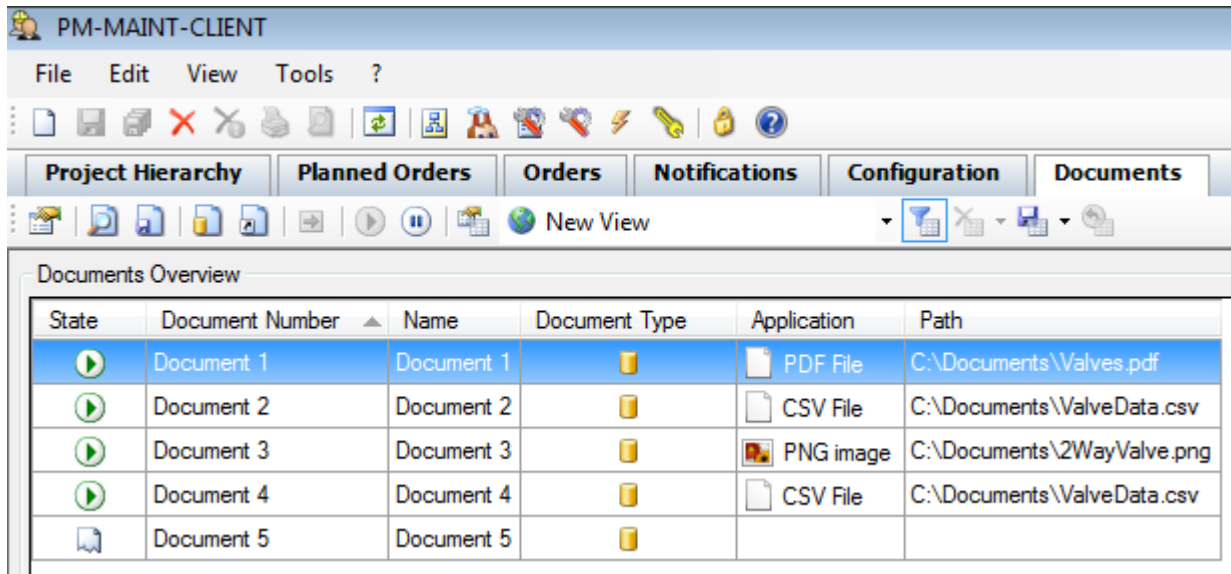 PM-MAINT-CLIENT
File Edit View Tools ?
Project Hierarchy Planned Orders Orders Notifications Configuration Documents
New View
Documents Overview
State Document Number Name Document Type Application Path
Document 1 Document 1 PDF File C:\Documents\Valves.pdf
Document 2 Document 2 CSV File C:\Documents\ValveData.csv
Document 3 Document 3 PNG image C:\Documents\2WayValve.png
Document 4 Document 4 CSV File C:\Documents\ValveData.csv
Document 5 Document 5